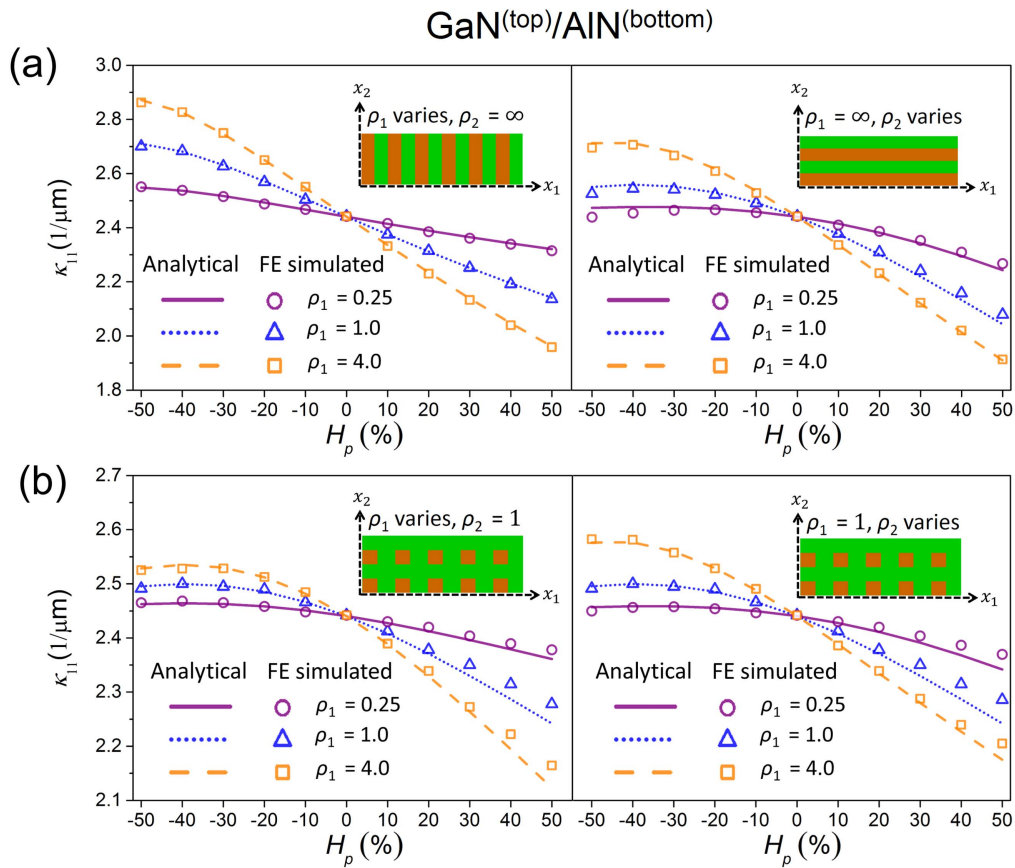 GaN(top)/AlN(bottom)
(a)
3.0
2.8
2.6
2.4
2.2
2.0
1.8
κ11(1/μm)
x2
ρ1 varies, ρ2 = ∞
x1
Analytical FE simulated
ρ1 = 0.25
ρ1 = 1.0
ρ1 = 4.0
-50 -40 -30 -20 -10 0 10 20 30 40 50
Hp (%)
x2
ρ1 = ∞, ρ2 varies
x1
Analytical FE simulated
ρ1 = 0.25
ρ1 = 1.0
ρ1 = 4.0
-50 -40 -30 -20 -10 0 10 20 30 40 50
Hp (%)
(b)
2.7
2.6
2.5
2.4
2.3
2.2
2.1
κ11(1/μm)
x2
ρ1 varies, ρ2 = 1
x1
Analytical FE simulated
ρ1 = 0.25
ρ1 = 1.0
ρ1 = 4.0
-50 -40 -30 -20 -10 0 10 20 30 40 50
Hp (%)
x2
ρ1 = 1, ρ2 varies
x1
Analytical FE simulated
ρ1 = 0.25
ρ1 = 1.0
ρ1 = 4.0
-50 -40 -30 -20 -10 0 10 20 30 40 50
Hp (%)